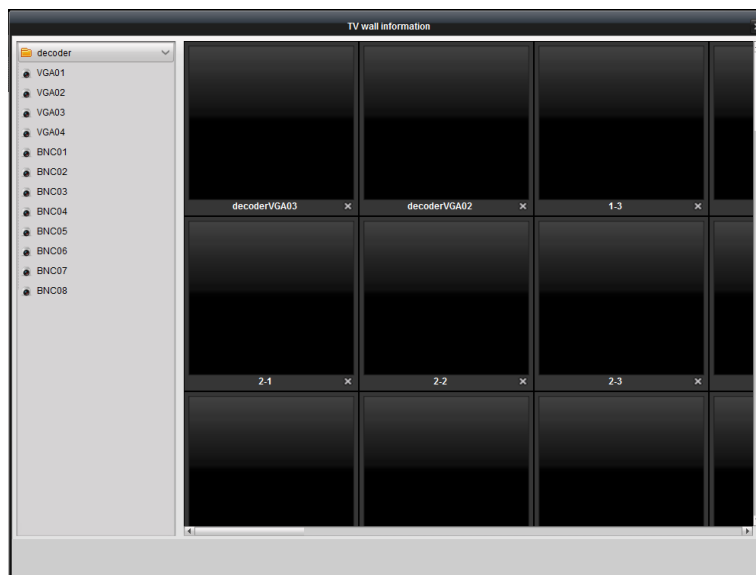 TV wall information
decoder
VGA01
VGA02
VGA03
VGA04
BNC01
BNC02
BNC03
BNC04
BNC05
BNC06
BNC07
BNC08
decoderVGA03
decoderVGA02
1-3
2-1
2-2
2-3